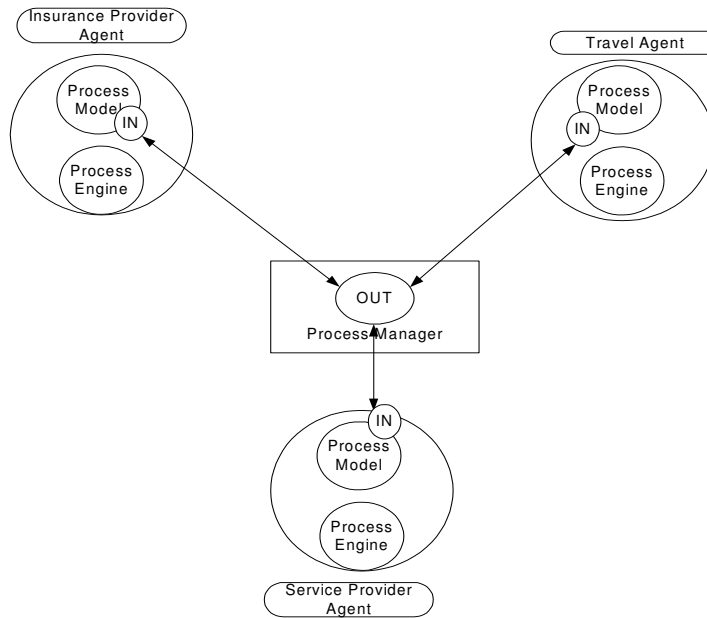 Insurance Provider
Agent
Process
Model
IN
Process
Engine
Travel Agent
Process
Model
IN
Process
Engine
OUT
Process Manager
IN
Process
Model
Process
Engine
Service Provider
Agent